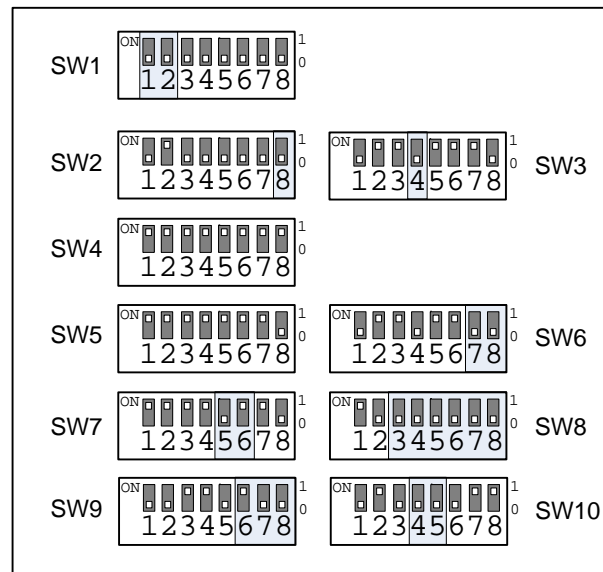 ON 1
SW1 0
12345678
ON 1 ON 1
SW2 0 0 SW3
12345678 12345678
ON 1
SW4 0
12345678
ON 1 ON 1
SW5 0 0 SW6
12345678 12345678
ON 1 ON 1
SW7 0 0 SW8
12345678 12345678
ON 1 ON 1
SW9 0 0 SW10
12345678 12345678